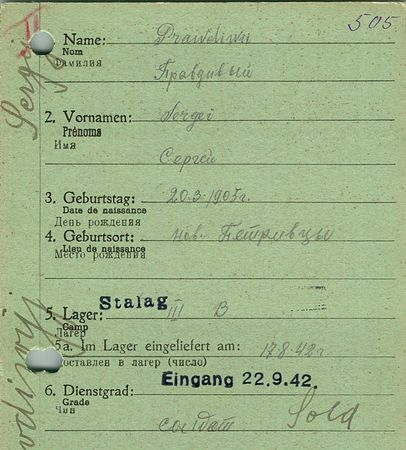 505
1. Name: Prawdiwi
Nom
Фамилия Правдивый
2. Vornamen: Sergei
Prénoms
Имя
Сергей
3. Geburtstag: 20.3.1905г.
Date de naissance
День рождения
4. Geburtsort: Нов. Петривцы
Lieu de naissance
Место рождения
5. Lager: Stalag III B
Camp
Лагерь
5a. Im Lager eingeliefert am: 17.8.42г
доставлен в лагер (число)
Eingang 22.9.42.
6. Dienstgrad:
Grade
Чин
солдат Sold